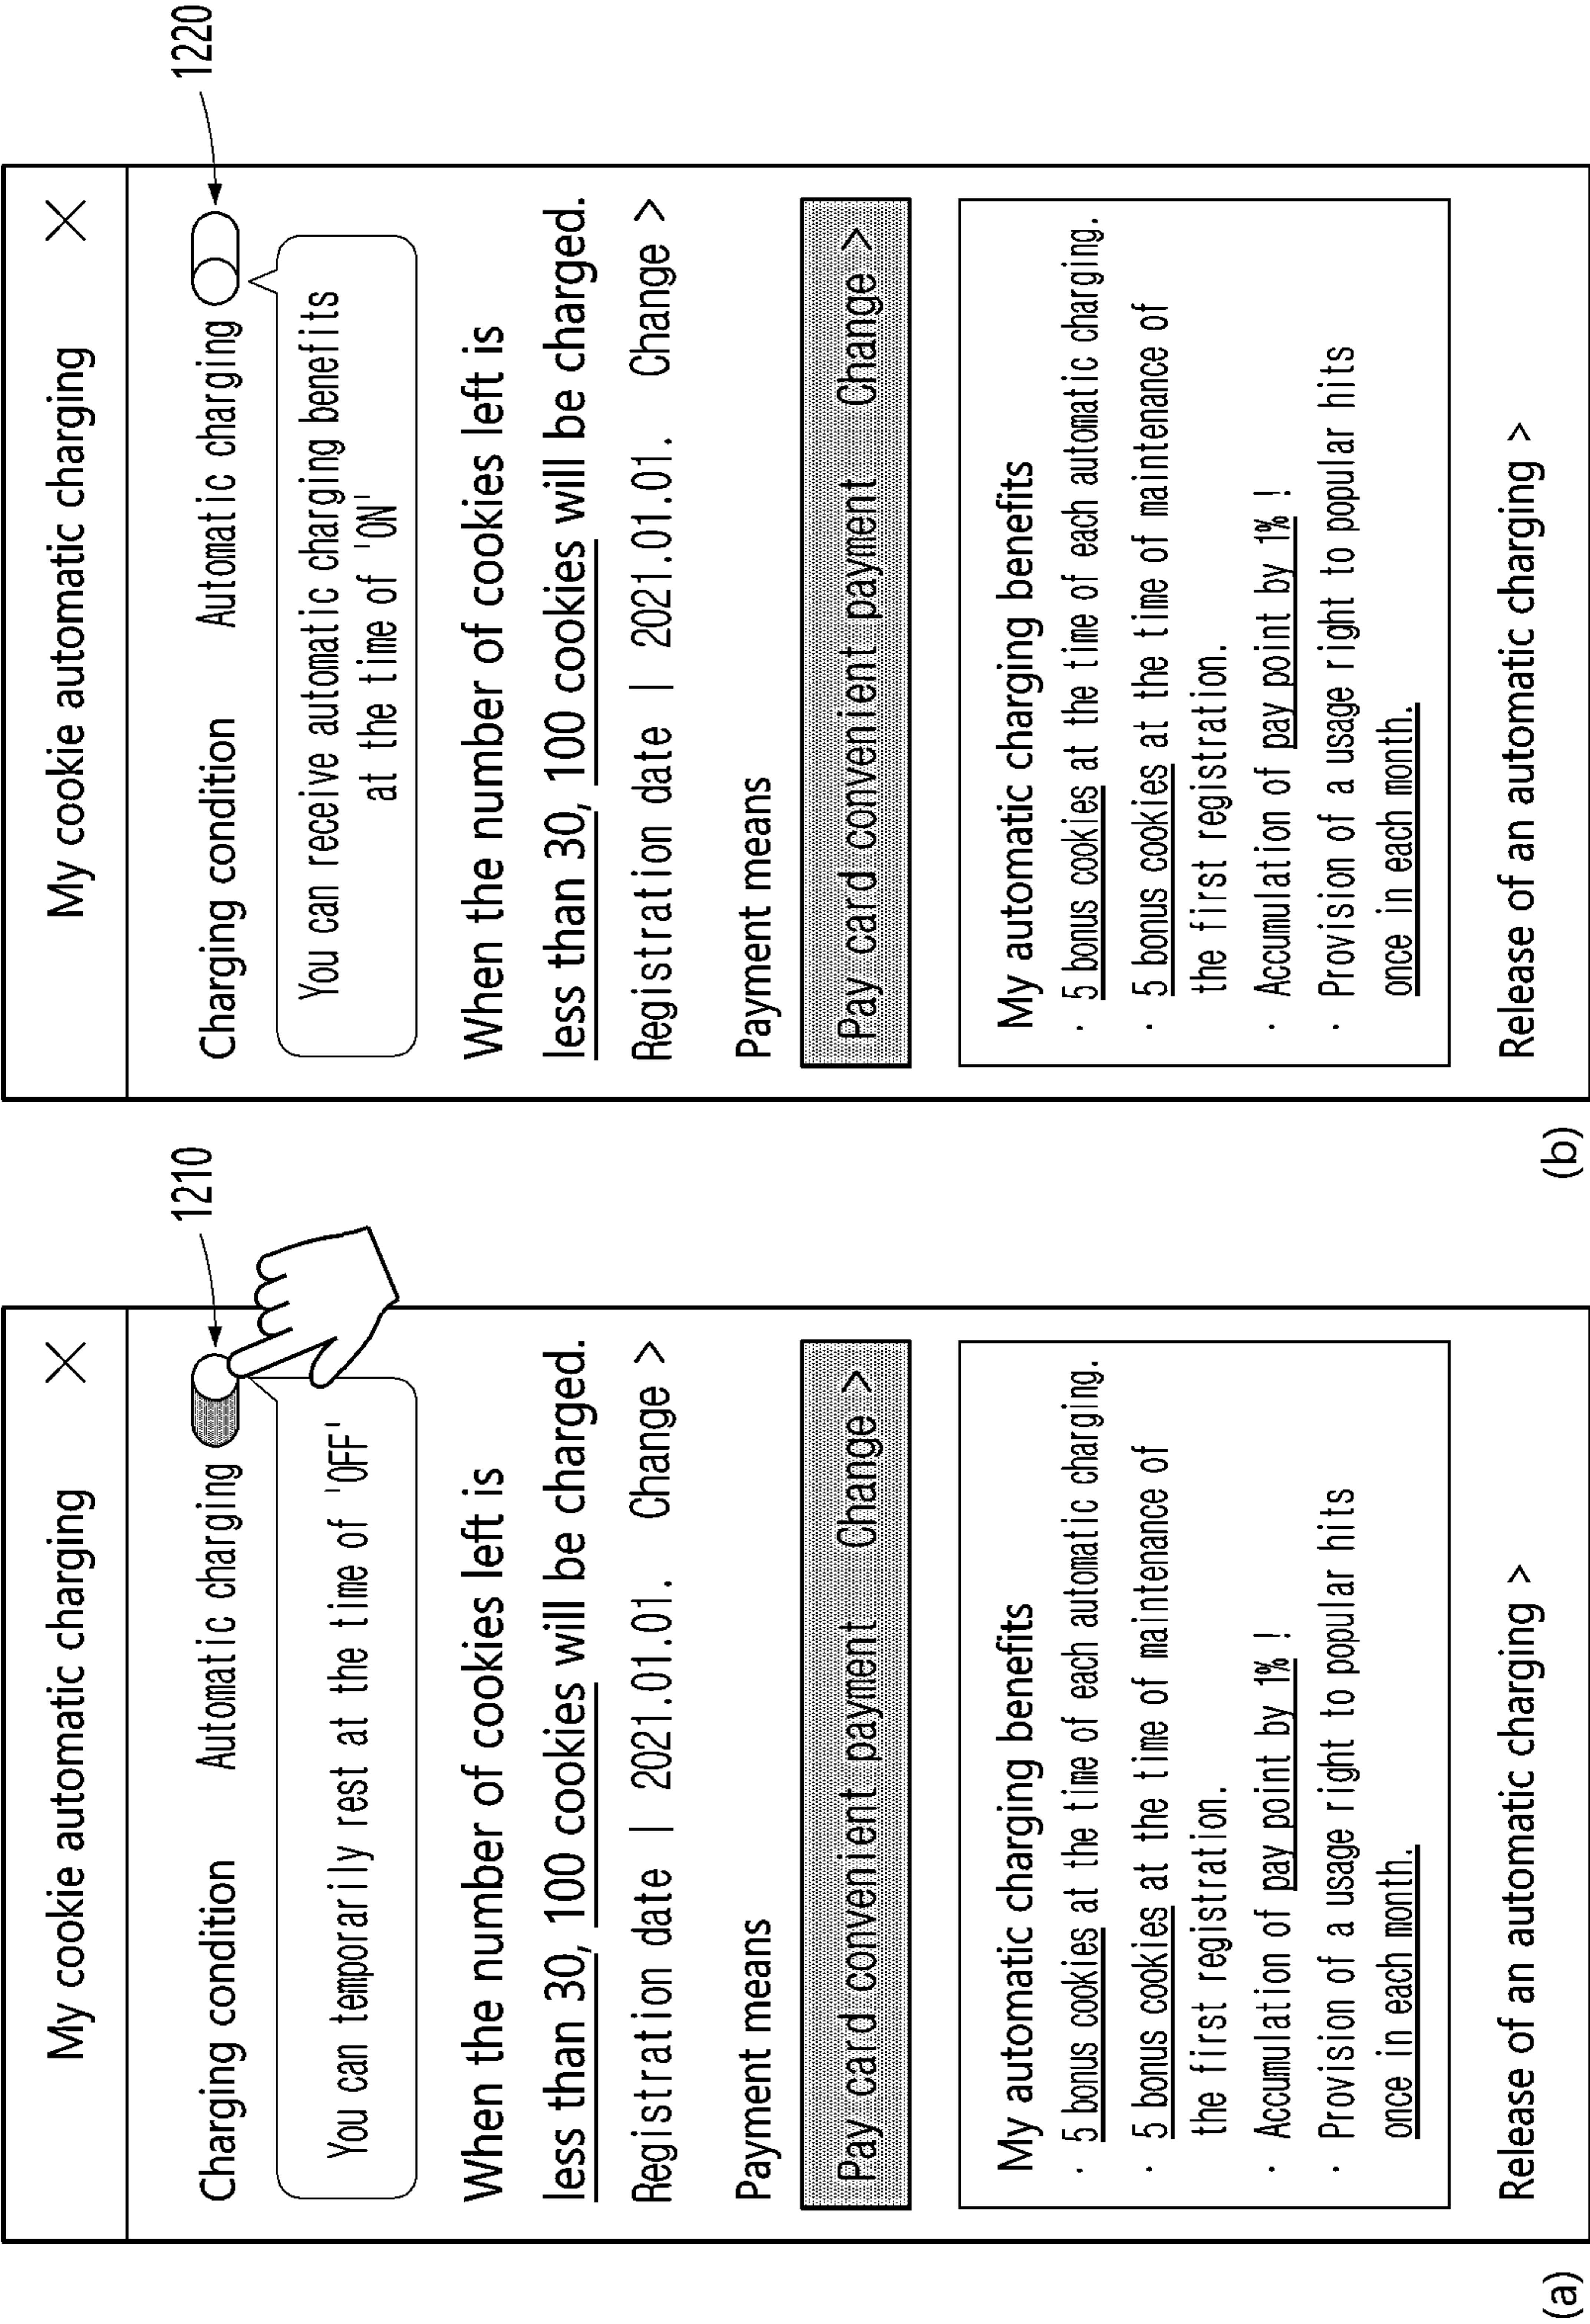 My cookie automatic charging
Charging condition Automatic charging 1210
You can temporarily rest at the time of 'OFF'
When the number of cookies left is
less than 30, 100 cookies will be charged.
Registration date | 2021.01.01. Change >
Payment means
Pay card convenient payment Change >
My automatic charging benefits
· 5 bonus cookies at the time of each automatic charging.
· 5 bonus cookies at the time of maintenance of
the first registration.
· Accumulation of pay point by 1% !
· Provision of a usage right to popular hits
once in each month.
Release of an automatic charging >
(a)
My cookie automatic charging
Charging condition Automatic charging 1220
You can receive automatic charging benefits
at the time of 'ON'
When the number of cookies left is
less than 30, 100 cookies will be charged.
Registration date | 2021.01.01. Change >
Payment means
Pay card convenient payment Change >
My automatic charging benefits
· 5 bonus cookies at the time of each automatic charging.
· 5 bonus cookies at the time of maintenance of
the first registration.
· Accumulation of pay point by 1% !
· Provision of a usage right to popular hits
once in each month.
Release of an automatic charging >
(b)